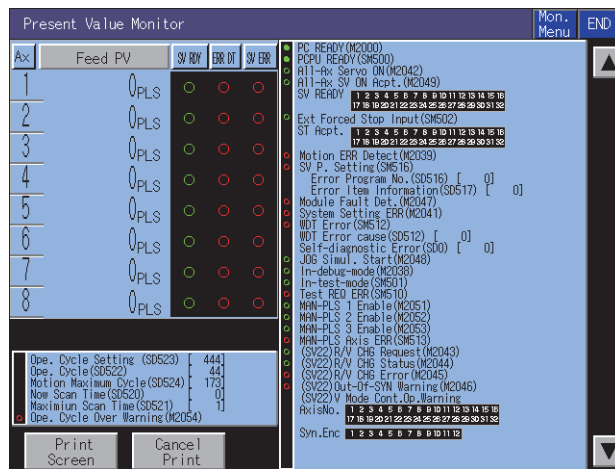 Present Value Monitor
Mon. Menu
END
Ax Feed PV SV RDY ERR DT SV ERR
1 0PLS
2 0PLS
3 0PLS
4 0PLS
5 0PLS
6 0PLS
7 0PLS
8 0PLS
Ope. Cycle Setting (SD523) [ 444]
Ope. Cycle(SD522) [ 44]
Motion Maximum Cycle(SD524) [ 173]
Now Scan Time(SD520) [ 0]
Maximiun Scan Time(SD521) [ 1]
Ope. Cycle Over Warning(M2054)
Print Screen
Cancel Print
PC READY(M2000)
PCPU READY(SM500)
All-Ax Servo ON(M2042)
All-Ax SV ON Acpt.(M2049)
SV READY 1 2 3 4 5 6 7 8 9 10 11 12 13 14 15 16
17 18 19 20 21 22 23 24 25 26 27 28 29 30 31 32
Ext Forced Stop Input(SM502)
ST Acpt. 1 2 3 4 5 6 7 8 9 10 11 12 13 14 15 16
17 18 19 20 21 22 23 24 25 26 27 28 29 30 31 32
Motion ERR Detect(M2039)
SV P. Setting(SM516)
Error Program No.(SD516) [ 0]
Error Item Information(SD517) [ 0]
Module Fault Det.(M2047)
System Setting ERR(M2041)
WDT Error(SM512)
WDT Error cause(SD512) [ 0]
Self-diagnostic Error(SD0) [ 0]
JOG Simul. Start(M2048)
In-debug-mode(M2038)
In-test-mode(SM501)
Test REQ ERR(SM510)
MAN-PLS 1 Enable(M2051)
MAN-PLS 2 Enable(M2052)
MAN-PLS 3 Enable(M2053)
MAN-PLS Axis ERR(SM513)
(SV22)R/V CHG Request(M2043)
(SV22)R/V CHG Status(M2044)
(SV22)R/V CHG Error(M2045)
(SV22)Out-Of-SYN Warning(M2046)
(SV22)V Mode Cont.Op.Warning
AxisNo. 1 2 3 4 5 6 7 8 9 10 11 12 13 14 15 16
17 18 19 20 21 22 23 24 25 26 27 28 29 30 31 32
Syn.Enc 1 2 3 4 5 6 7 8 9 10 11 12